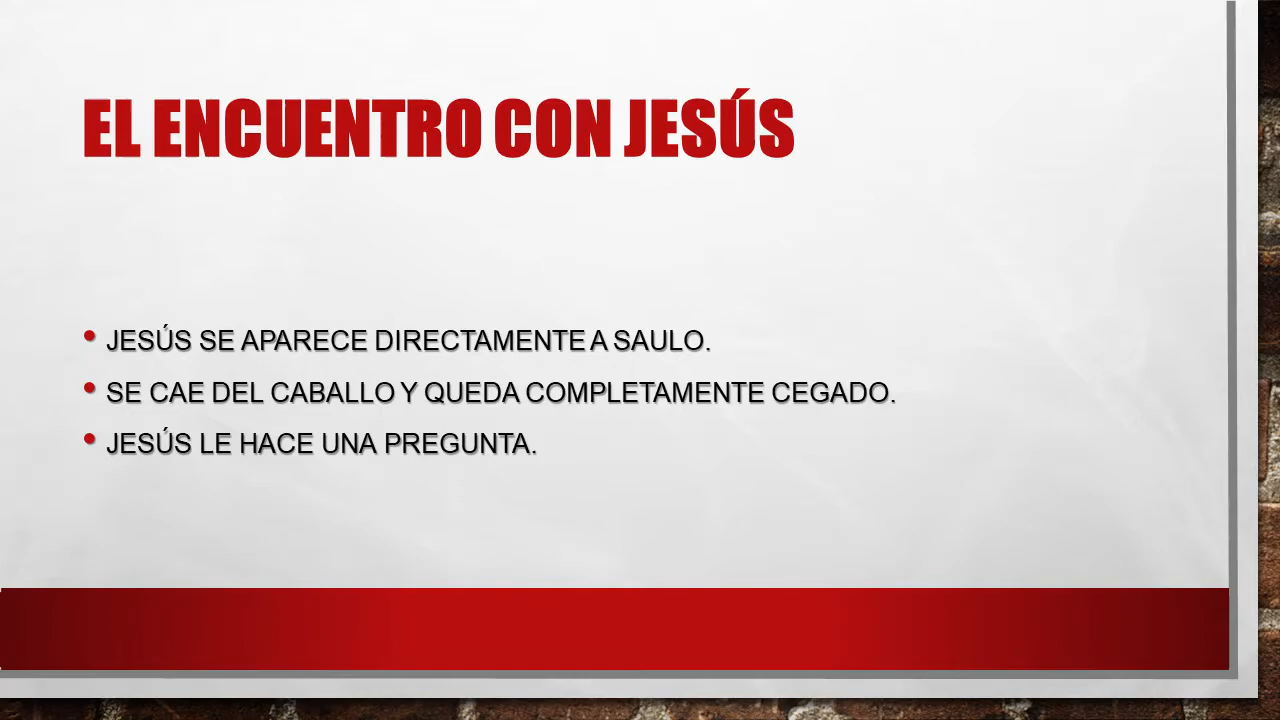 EL ENCUENTRO CON JESÚS
• JESÚS SE APARECE DIRECTAMENTE A SAULO.
• SE CAE DEL CABALLO Y QUEDA COMPLETAMENTE CEGADO.
• JESÚS LE HACE UNA PREGUNTA.